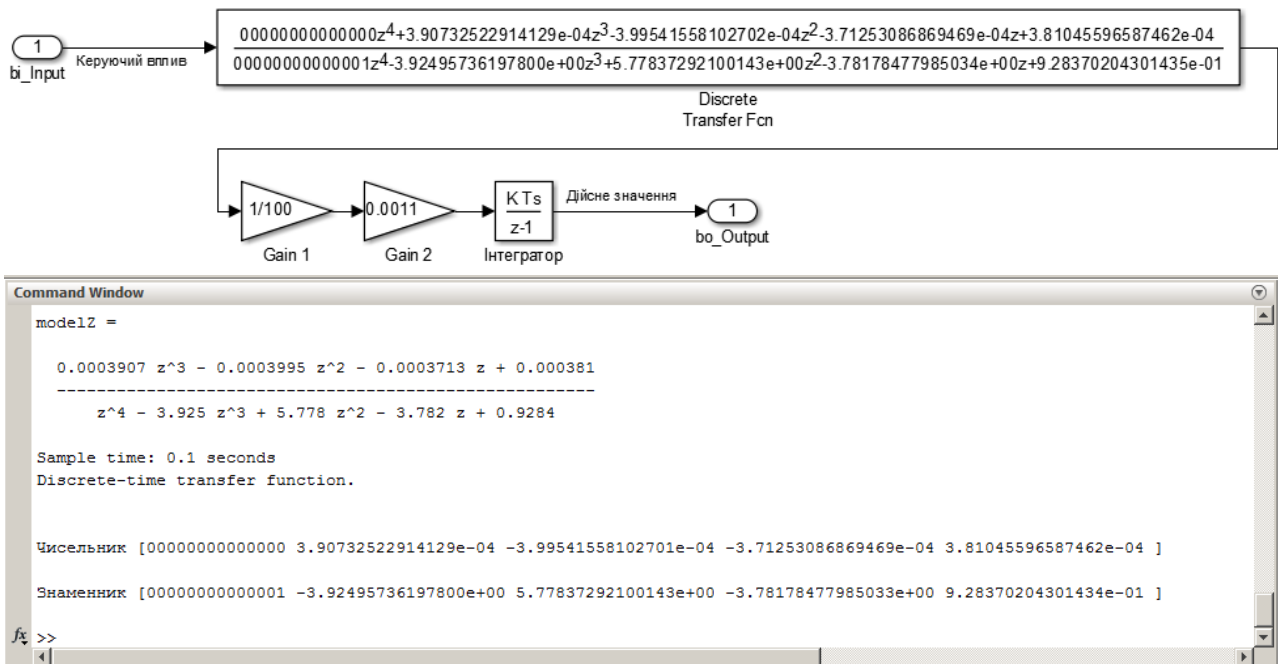 1
bi_Input
Керуючий вплив
00000000000000z4+3.90732522914129e-04z3-3.99541558102702e-04z2-3.71253086869469e-04z+3.81045596587462e-04
00000000000001z4-3.92495736197800e+00z3+5.77837292100143e+00z2-3.78178477985034e+00z+9.28370204301435e-01
Discrete
Transfer Fcn
1/100
Gain 1
0.0011
Gain 2
K Ts
z-1
Інтегратор
Дійсне значення
1
bo_Output
Command Window
modelZ =
0.0003907 z^3 - 0.0003995 z^2 - 0.0003713 z + 0.000381
------------------------------------------------------
z^4 - 3.925 z^3 + 5.778 z^2 - 3.782 z + 0.9284
Sample time: 0.1 seconds
Discrete-time transfer function.
Чисельник [00000000000000 3.90732522914129e-04 -3.99541558102701e-04 -3.71253086869469e-04 3.81045596587462e-04 ]
Знаменник [00000000000001 -3.92495736197800e+00 5.77837292100143e+00 -3.78178477985033e+00 9.28370204301434e-01 ]
fx >>